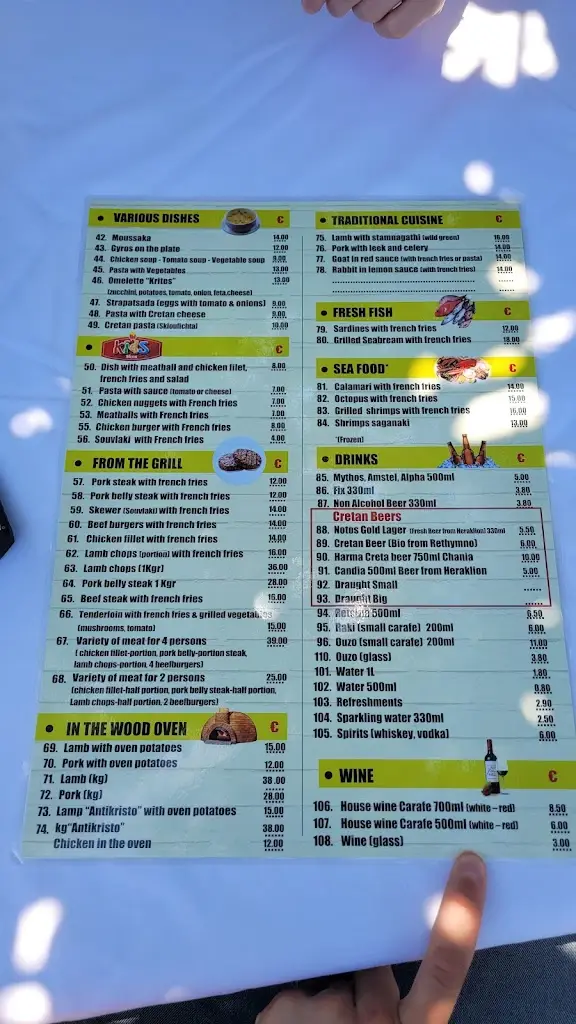 • VARIOUS DISHES €
42. Moussaka 14.00
43. Gyros on the plate 12.00
44. Chicken soup - Tomato soup - Vegetable soup 9.00
45. Pasta with Vegetables 13.00
46. Omelette "Krites" 13.00
(zucchini, potatoes, tomato, onion, feta, cheese)
47. Strapatsada (eggs with tomato & onions) 9.00
48. Pasta with Cretan cheese 9.00
49. Cretan pasta (Skioufichta) 10.00
• KIDS €
50. Dish with meatball and chicken filet, 8.00
french fries and salad
51. Pasta with sauce (tomato or cheese) 7.00
52. Chicken nuggets with French fries 7.00
53. Meatballs with French fries 7.00
55. Chicken burger with French fries 8.00
56. Souvlaki with French fries 4.00
• FROM THE GRILL €
57. Pork steak with french fries 12.00
58. Pork belly steak with french fries 12.00
59. Skewer (Souvlaki) with french fries 14.00
60. Beef burgers with french fries 14.00
61. Chicken fillet with french fries 14.00
62. Lamb chops (portion) with french fries 16.00
63. Lamb chops (1Kgr) 36.00
64. Pork belly steak 1 Kgr 28.00
65. Beef steak with french fries 15.00
66. Tenderloin with french fries & grilled vegetables
(mushrooms, tomato) 15.00
67. Variety of meat for 4 persons 39.00
( chicken fillet-portion, pork belly-portion steak,
lamb chops-portion, 4 beefburgers)
68. Variety of meat for 2 persons 25.00
(chicken fillet-half portion, pork belly steak-half portion,
Lamb chops-half portion, 2 beefburgers)
• IN THE WOOD OVEN €
69. Lamb with oven potatoes 15.00
70. Pork with oven potatoes 12.00
71. Lamb (kg) 38.00
72. Pork (kg) 28.00
73. Lamp "Antikristo" with oven potatoes 15.00
74. kg"Antikristo" 38.00
Chicken in the oven 12.00
• TRADITIONAL CUISINE €
75. Lamb with stamnagathi (wild green) 16.00
76. Pork with leek and celery 14.00
77. Goat in red sauce (with french fries or pasta) 14.00
78. Rabbit in lemon sauce (with french fries) 14.00
• FRESH FISH €
79. Sardines with french fries 12.00
80. Grilled Seabream with french fries 18.00
• SEA FOOD* €
81. Calamari with french fries 14.00
82. Octopus with french fries 15.00
83. Grilled shrimps with french fries 16.00
84. Shrimps saganaki 13.00
*(Frozen)
• DRINKS €
85. Mythos, Amstel, Alpha 500ml 5.00
86. Fix 330ml 3.80
87. Non Alcohol Beer 330ml 3.80
Cretan Beers
88. Notos Gold Lager (Fresh Beer from Heraklion) 330ml 5.50
89. Cretan Beer (Bio from Rethymno) 6.00
90. Harma Creta beer 750ml Chania 10.00
91. Candia 500ml Beer from Heraklion 5.00
92. Draught Small ......
93. Draught Big ......
94. Retsina 500ml 6.50
95. Raki (small carafe) 200ml 6.00
96. Ouzo (small carafe) 200ml 11.00
110. Ouzo (glass) 3.80
101. Water 1L 1.80
102. Water 500ml 0.80
103. Refreshments 2.90
104. Sparkling water 330ml 2.50
105. Spirits (whiskey, vodka) 6.00
• WINE €
106. House wine Carafe 700ml (white – red) 8.50
107. House wine Carafe 500ml (white – red) 6.00
108. Wine (glass) 3.00